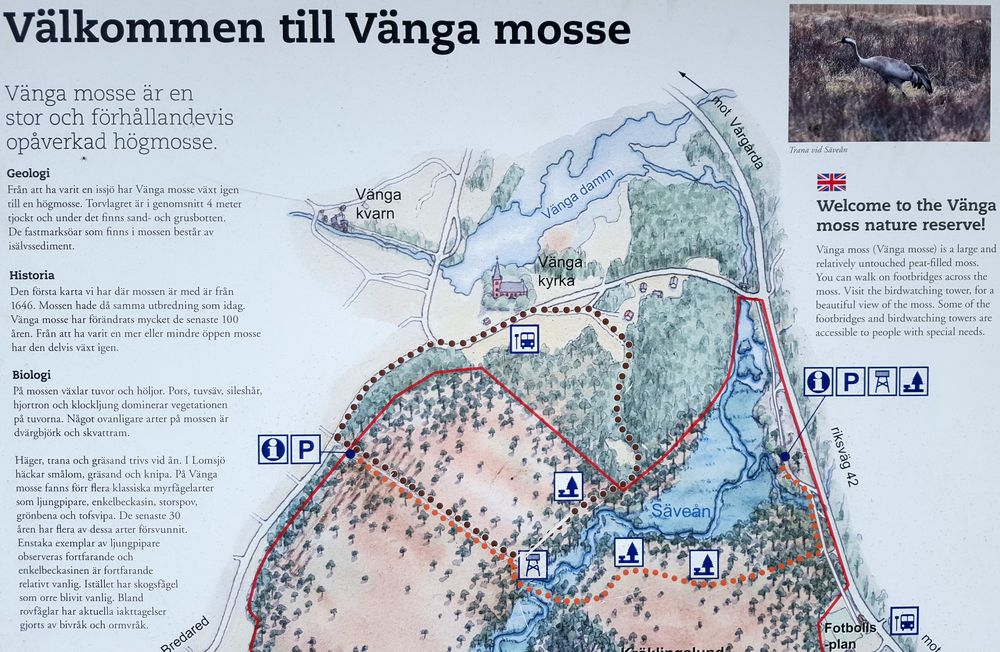 Välkommen till Vänga mosse
Vänga mosse är en
stor och förhållandevis
opåverkad högmosse.
Geologi
Från att ha varit en issjö har Vänga mosse växt igen
till en högmosse. Torvlagret är i genomsnitt 4 meter
tjockt och under det finns sand- och grusbotten.
De fastmarksöar som finns i mossen består av
isälvssediment.
Historia
Den första karta vi har där mossen är med är från
1646. Mossen hade då samma utbredning som idag.
Vänga mosse har förändrats mycket de senaste 100
åren. Från att ha varit en mer eller mindre öppen mosse
har den delvis växt igen.
Biologi
På mossen växlar tuvor och höljor. Pors, tuvsäv, sileshår,
hjortron och klockljung dominerar vegetationen
på tuvorna. Något ovanligare arter på mossen är
dvärgbjörk och skvattram.
Häger, trana och gräsand trivs vid ån. I Lomsjö
häckar smålom, gräsand och knipa. På Vänga
mosse fanns förr flera klassiska myrfågelarter
som ljungpipare, enkelbeckasin, storspov,
grönbena och tofsvipa. De senaste 30
åren har flera av dessa arter försvunnit.
Enstaka exemplar av ljungpipare
observeras fortfarande och
enkelbeckasinen är fortfarande
relativt vanlig. Istället har skogsfågel
som orre blivit vanlig. Bland
rovfåglar har aktuella iakttagelser
gjorts av bivråk och ormvråk.
Trana vid Säveån
Welcome to the Vänga
moss nature reserve!
Vänga moss (Vänga mosse) is a large and
relatively untouched peat-filled moss.
You can walk on footbridges across the
moss. Visit the birdwatching tower, for a
beautiful view of the moss. Some of the
footbridges and birdwatching towers are
accessible to people with special needs.
mot Vårgårda
Vänga damm
Vänga
kvarn
Vänga
kyrka
i P
i P
riksväg 42
Säveån
Bredared
Fotbolls
-plan
mot
Kräklingslund